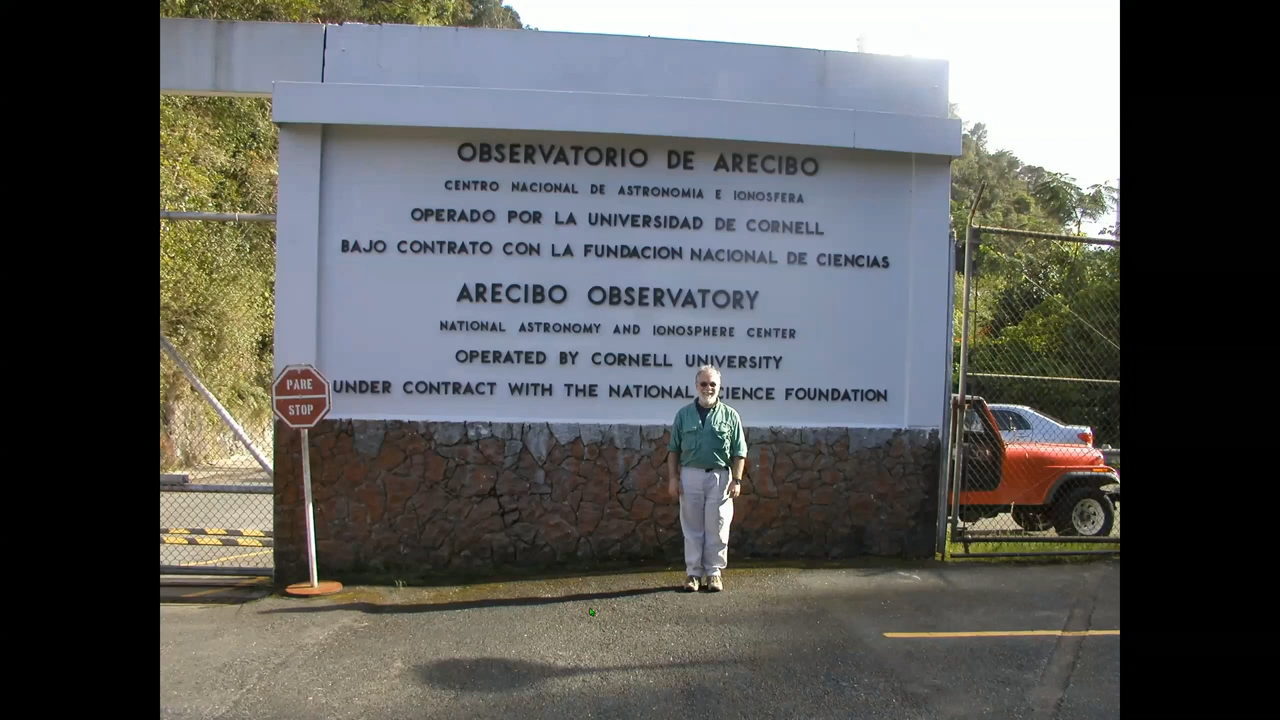 OBSERVATORIO DE ARECIBO
CENTRO NACIONAL DE ASTRONOMIA E IONOSFERA
OPERADO POR LA UNIVERSIDAD DE CORNELL
BAJO CONTRATO CON LA FUNDACION NACIONAL DE CIENCIAS
ARECIBO OBSERVATORY
NATIONAL ASTRONOMY AND IONOSPHERE CENTER
OPERATED BY CORNELL UNIVERSITY
UNDER CONTRACT WITH THE NATIONAL SCIENCE FOUNDATION
PARE
STOP